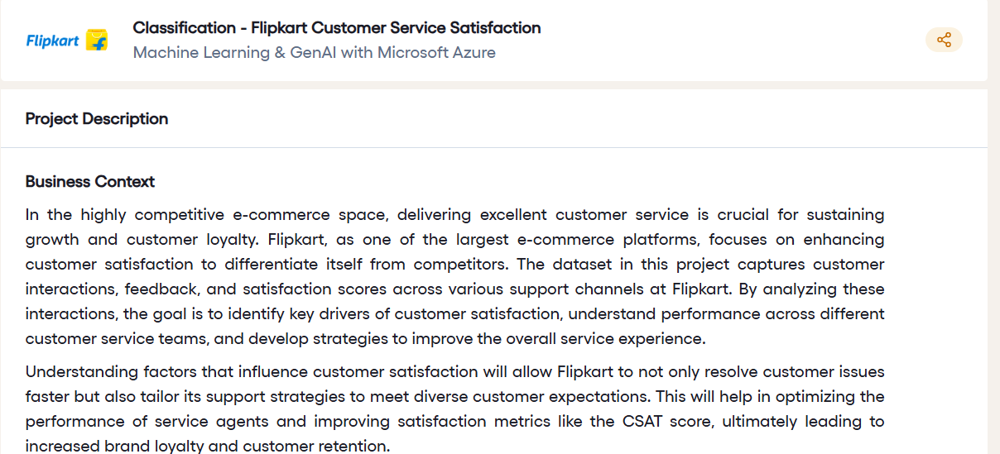 Flipkart
Classification - Flipkart Customer Service Satisfaction
Machine Learning & GenAI with Microsoft Azure
Project Description
Business Context
In the highly competitive e-commerce space, delivering excellent customer service is crucial for sustaining
growth and customer loyalty. Flipkart, as one of the largest e-commerce platforms, focuses on enhancing
customer satisfaction to differentiate itself from competitors. The dataset in this project captures customer
interactions, feedback, and satisfaction scores across various support channels at Flipkart. By analyzing these
interactions, the goal is to identify key drivers of customer satisfaction, understand performance across different
customer service teams, and develop strategies to improve the overall service experience.
Understanding factors that influence customer satisfaction will allow Flipkart to not only resolve customer issues
faster but also tailor its support strategies to meet diverse customer expectations. This will help in optimizing the
performance of service agents and improving satisfaction metrics like the CSAT score, ultimately leading to
increased brand loyalty and customer retention.